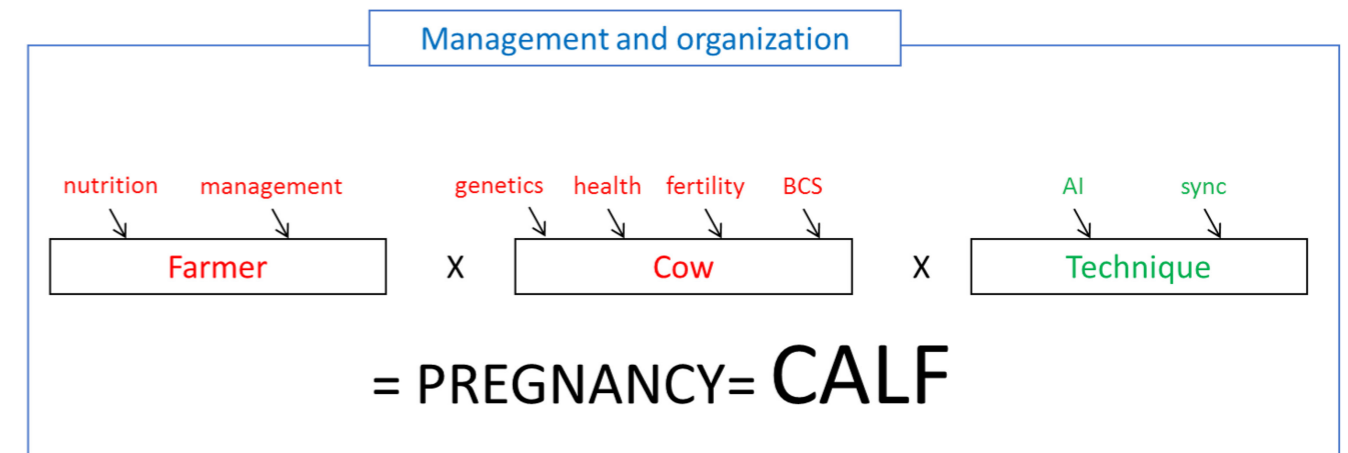 Management and organization
nutrition management genetics health fertility BCS AI sync
Farmer X Cow X Technique
= PREGNANCY= CALF